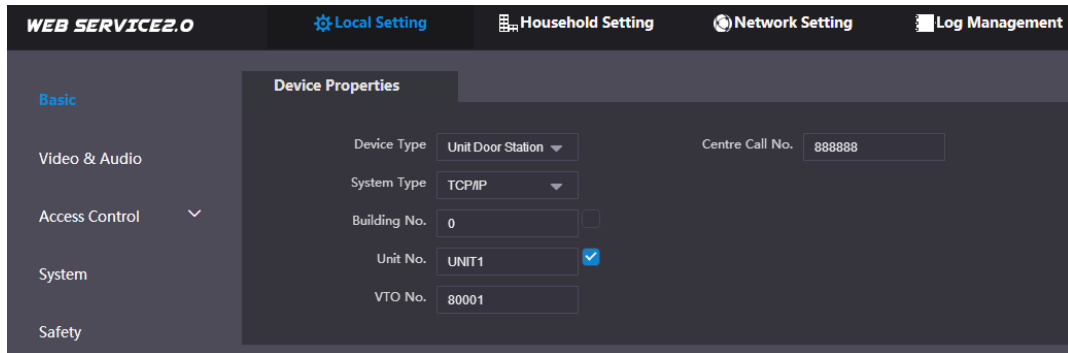 WEB SERVICE2.0
Local Setting
Household Setting
Network Setting
Log Management
Basic
Video & Audio
Access Control
System
Safety
Device Properties
Device Type Unit Door Station
Centre Call No. 888888
System Type TCP/IP
Building No. 0
Unit No. UNIT1
VTO No. 80001